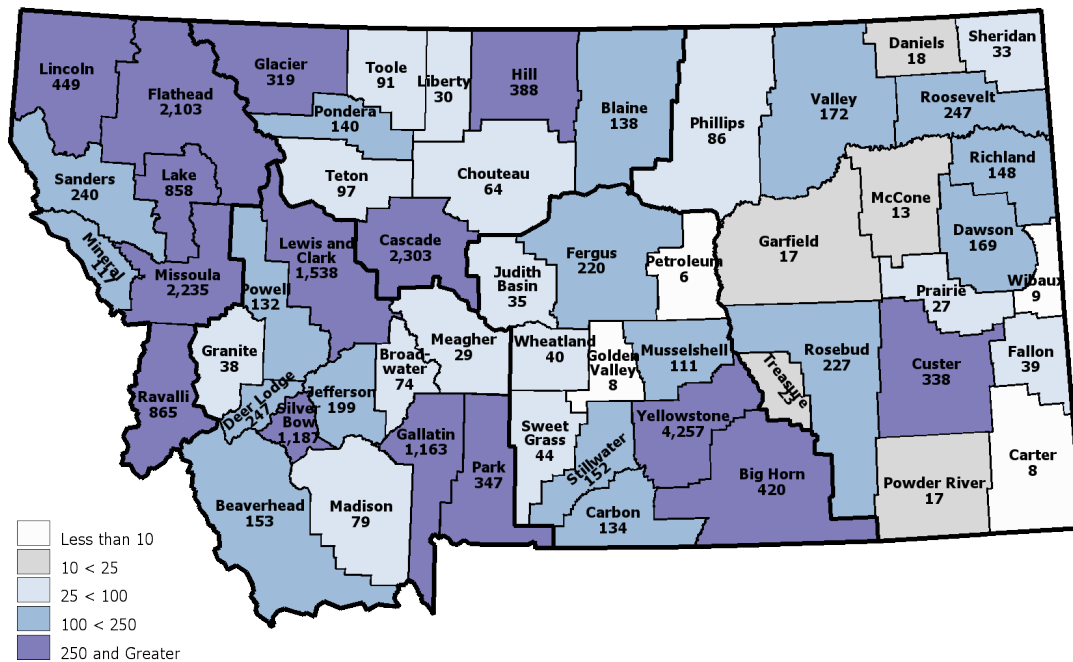 Lincoln
449
Flathead
2,103
Glacier
319
Toole
91
Liberty
30
Hill
388
Blaine
138
Phillips
86
Valley
172
Daniels
18
Sheridan
33
Roosevelt
247
Pondera
140
Sanders
240
Lake
858
Teton
97
Chouteau
64
Richland
148
McCone
13
Dawson
169
Garfield
17
Mineral
117
Missoula
2,235
Lewis and
Clark
1,538
Cascade
2,303
Judith
Basin
35
Fergus
220
Petroleum
6
Prairie
27
Wibaux
9
Powell
132
Granite
38
Meagher
29
Broad-
water
74
Wheatland
40
Golden
Valley
8
Musselshell
111
Treasure
23
Rosebud
227
Custer
338
Fallon
39
Ravalli
865
Deer Lodge
247
Silver
Bow
1,187
Jefferson
199
Gallatin
1,163
Park
347
Sweet
Grass
44
Stillwater
152
Yellowstone
4,257
Big Horn
420
Powder River
17
Carter
8
Beaverhead
153
Madison
79
Carbon
134
Less than 10
10 < 25
25 < 100
100 < 250
250 and Greater